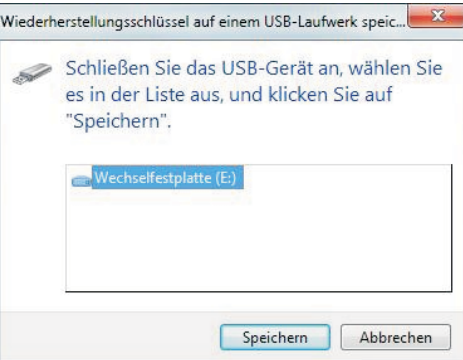 Wiederherstellungsschlüssel auf einem USB-Laufwerk speic...
Schließen Sie das USB-Gerät an, wählen Sie
es in der Liste aus, und klicken Sie auf
"Speichern".
Wechselfestplatte (E:)
Speichern
Abbrechen